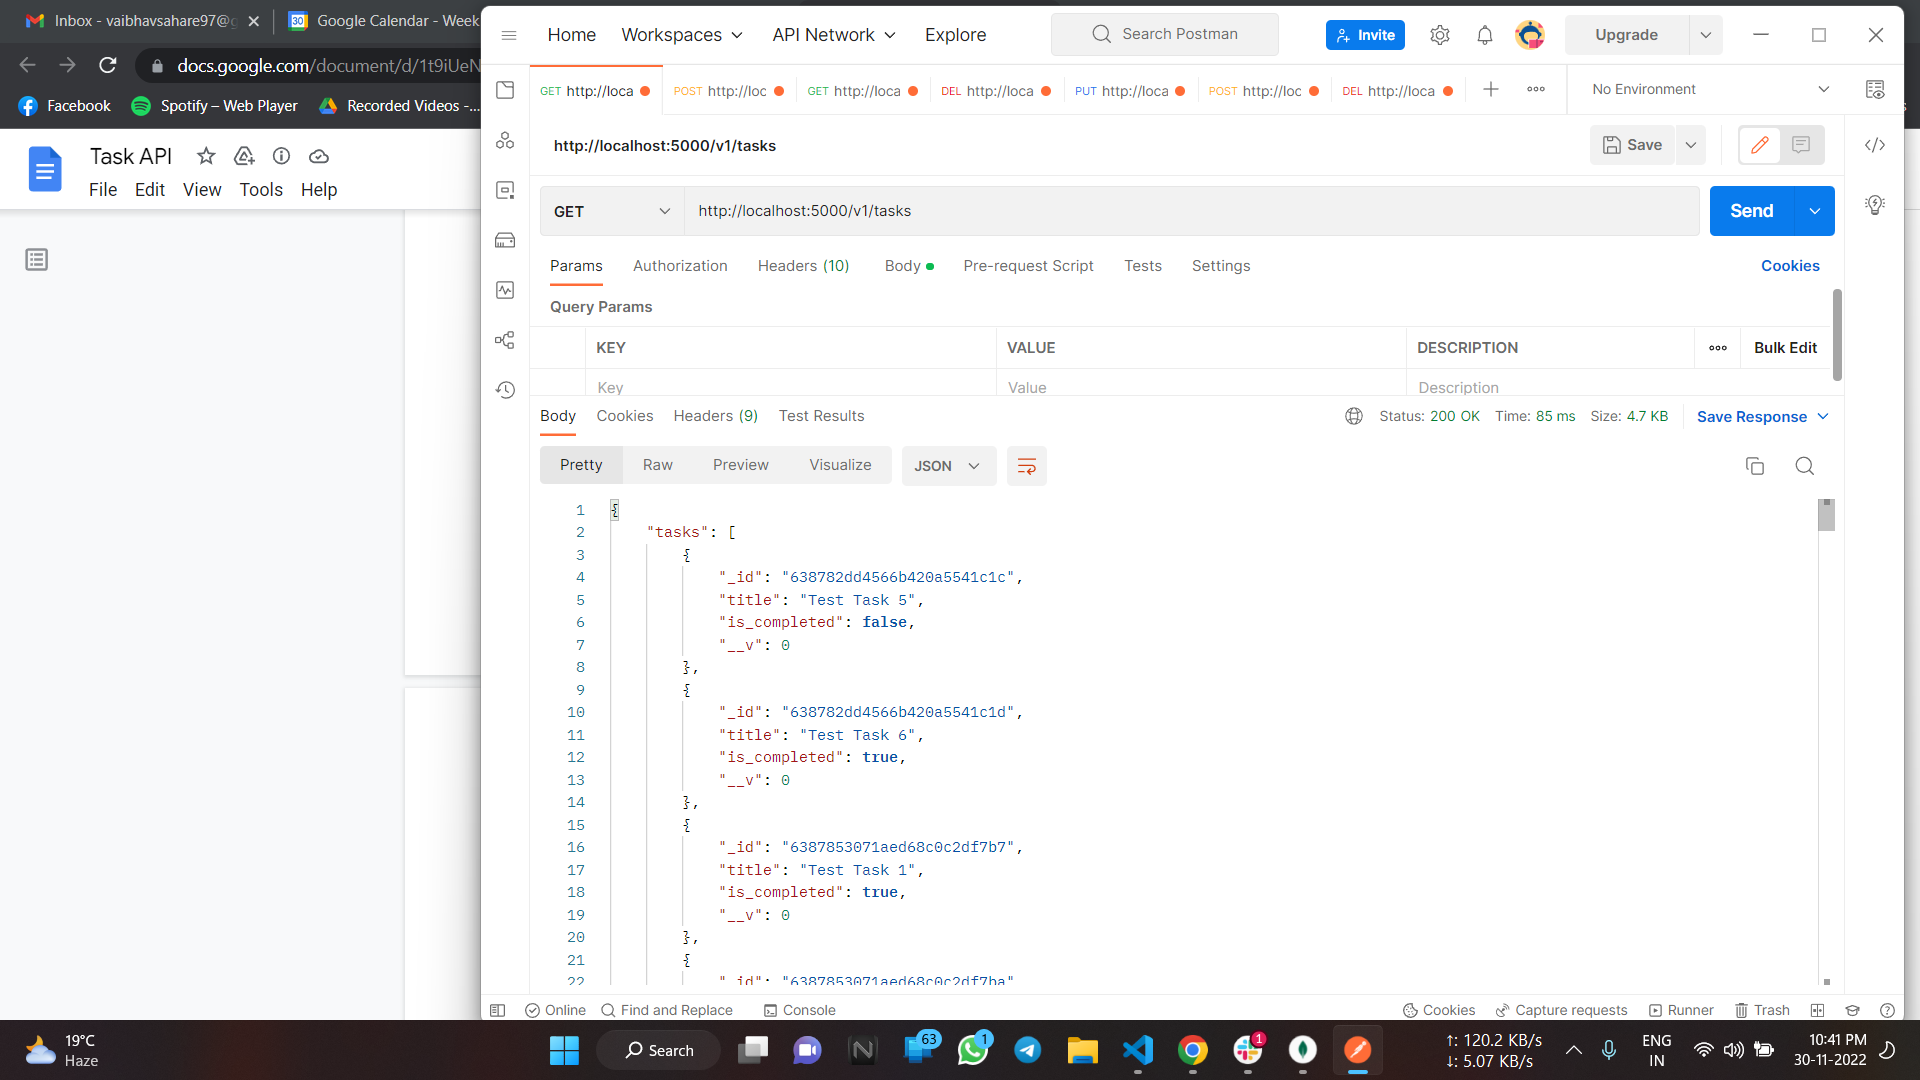 Inbox - vaibhavsahare97@g
Google Calendar - Week
docs.google.com/document/d/1t9iUeN
Facebook
Spotify – Web Player
Recorded Videos -...
Task API
File Edit View Tools Help
Home Workspaces API Network Explore
Search Postman
Invite
Upgrade
GET http://loca
POST http://loc
GET http://loca
DEL http://loca
PUT http://loca
POST http://loc
DEL http://loca
No Environment
http://localhost:5000/v1/tasks
Save
GET http://localhost:5000/v1/tasks
Send
Params Authorization Headers (10) Body Pre-request Script Tests Settings
Cookies
Query Params
KEY VALUE DESCRIPTION
Bulk Edit
Key Value Description
Body Cookies Headers (9) Test Results
Status: 200 OK Time: 85 ms Size: 4.7 KB
Save Response
Pretty Raw Preview Visualize JSON
1 {
2 "tasks": [
3 {
4 "_id": "638782dd4566b420a5541c1c",
5 "title": "Test Task 5",
6 "is_completed": false,
7 "__v": 0
8 },
9 {
10 "_id": "638782dd4566b420a5541c1d",
11 "title": "Test Task 6",
12 "is_completed": true,
13 "__v": 0
14 },
15 {
16 "_id": "6387853071aed68c0c2df7b7",
17 "title": "Test Task 1",
18 "is_completed": true,
19 "__v": 0
20 },
21 {
22 "_id": "6387853071aed68c0c2df7ba"
Online Find and Replace Console
Cookies Capture requests Runner Trash
19°C
Haze
Search
63
1
1
↑: 120.2 KB/s
↓: 5.07 KB/s
ENG
IN
10:41 PM
30-11-2022